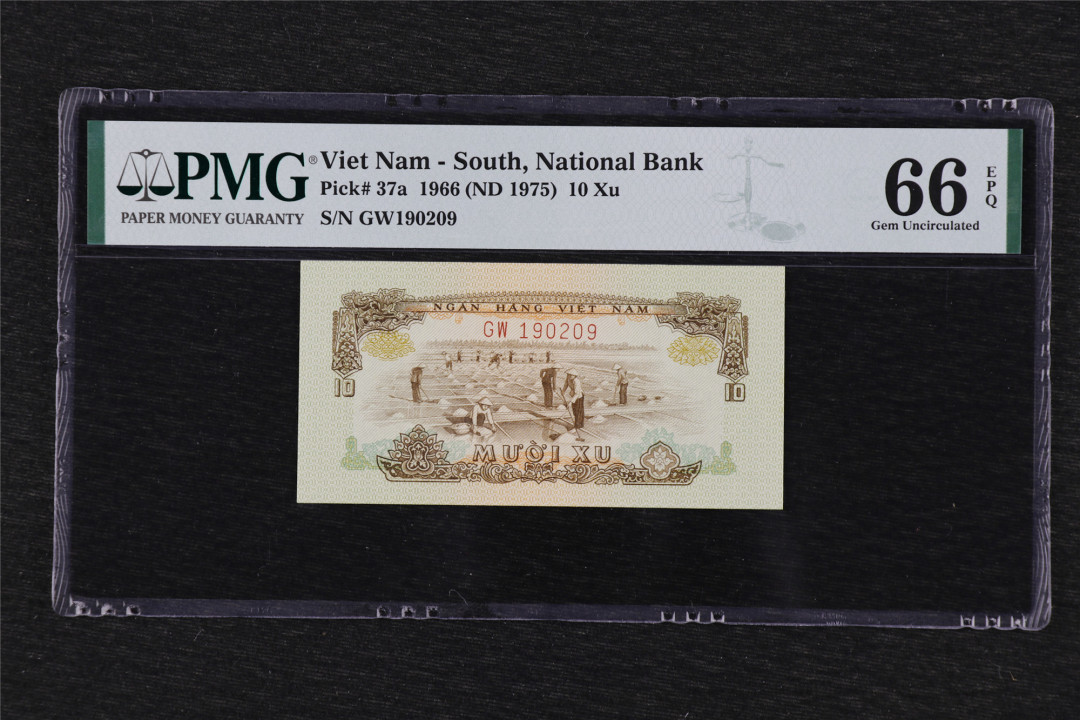 PMG®
PAPER MONEY GUARANTY
Viet Nam - South, National Bank
Pick# 37a 1966 (ND 1975) 10 Xu
S/N GW190209
66
EPQ
Gem Uncirculated
NGÂN HÀNG VIỆT NAM
GW 190209
10
10
MƯỜI XU